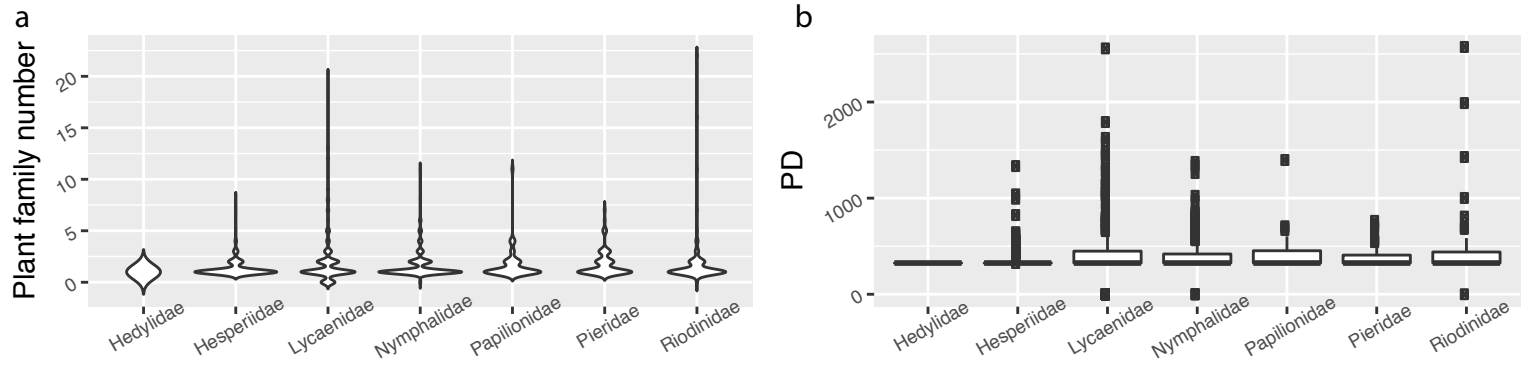 a
Plant family number
20
15
10
5
0
Hedylidae
Hesperiidae
Lycaenidae
Nymphalidae
Papilionidae
Pieridae
Riodinidae
b
PD
2000
1000
0
Hedylidae
Hesperiidae
Lycaenidae
Nymphalidae
Papilionidae
Pieridae
Riodinidae